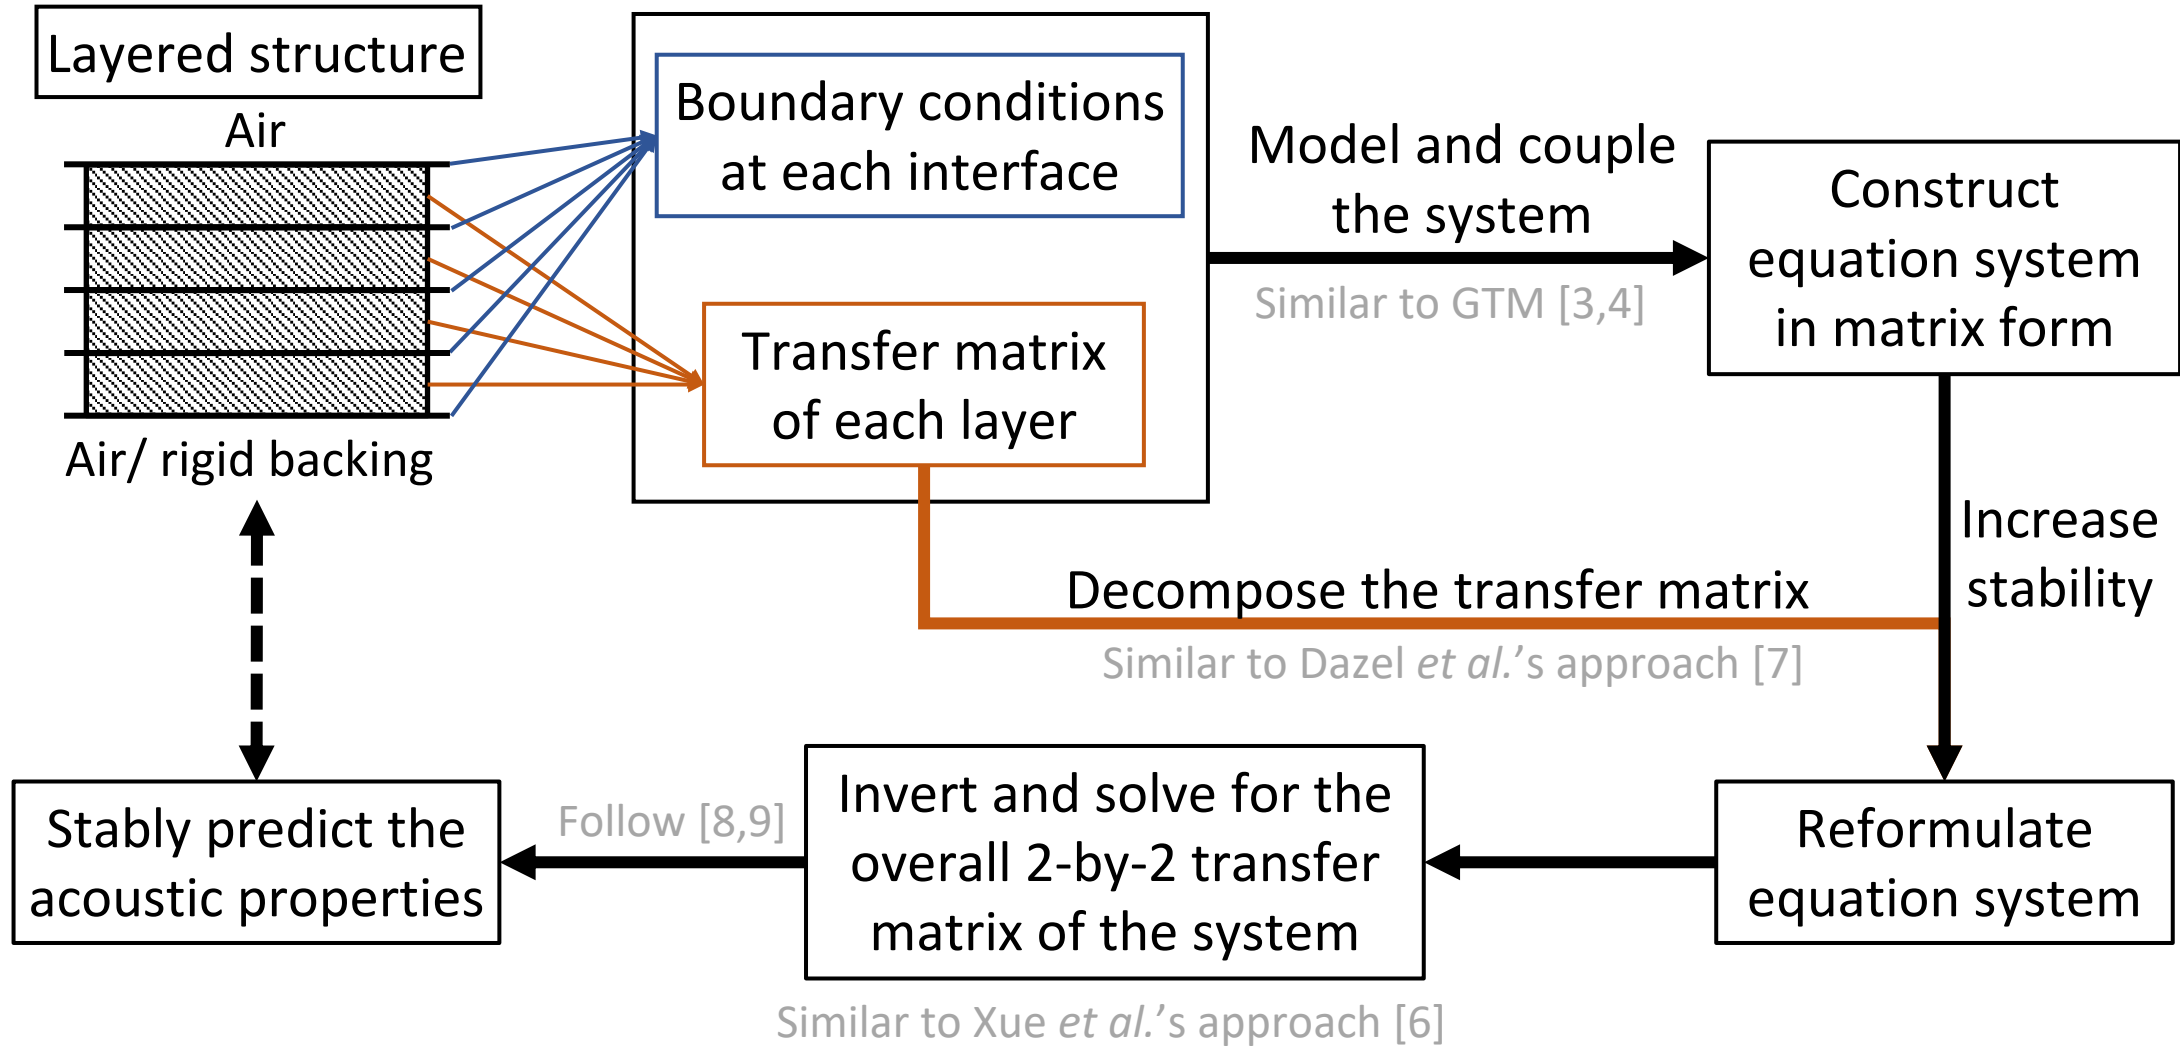 Layered structure
Air
Air/ rigid backing
Boundary conditions
at each interface
Transfer matrix
of each layer
Model and couple
the system
Similar to GTM [3,4]
Construct
equation system
in matrix form
Increase
stability
Decompose the transfer matrix
Similar to Dazel et al.’s approach [7]
Reformulate
equation system
Invert and solve for the
overall 2-by-2 transfer
matrix of the system
Similar to Xue et al.’s approach [6]
Follow [8,9]
Stably predict the
acoustic properties